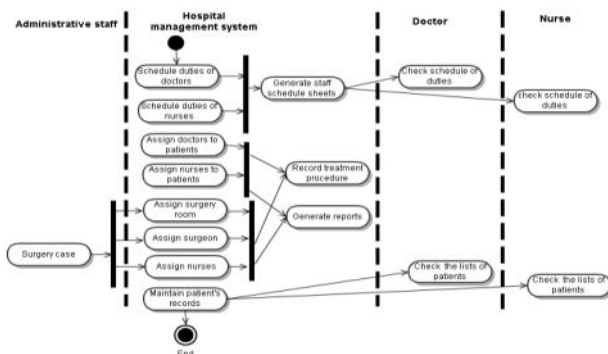 Administrative staff
Hospital
management system
Doctor
Nurse
Schedule duties of
doctors
Generate staff
schedule sheets
Check schedule of
duties
check schedule of
duties
Schedule duties
of nurses
Assign doctors to
patients
Assign nurses to
patients
Record treatment
procedure
Assign surgery
room
Generate reports
Assign surgeon
Surgery case
Assign nurses
Check the lists of
patients
Check the lists of
patients
Maintain patient's
records
End